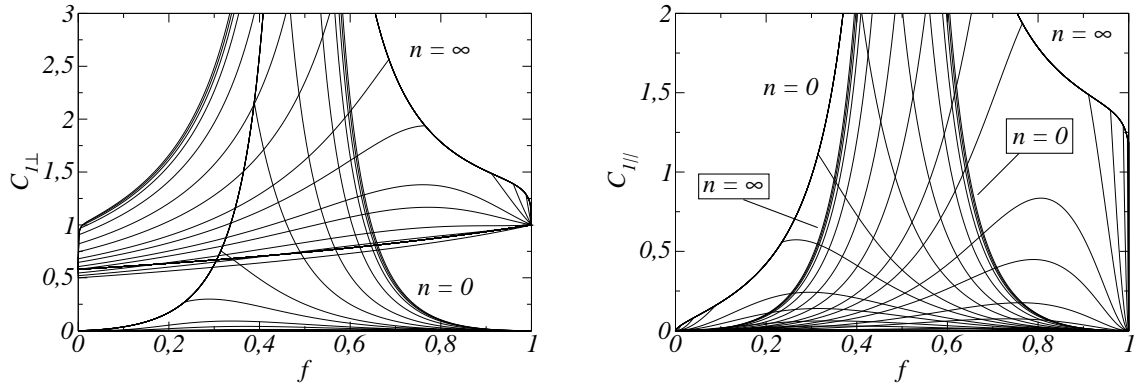 3
2,5
2
1,5
1
0,5
0
C1⊥
n = ∞
n = 0
0 0,2 0,4 0,6 0,8 1
f
2
1,5
1
0,5
0
C1//
n = 0
n = ∞
n = 0
n = ∞
0 0,2 0,4 0,6 0,8 1
f